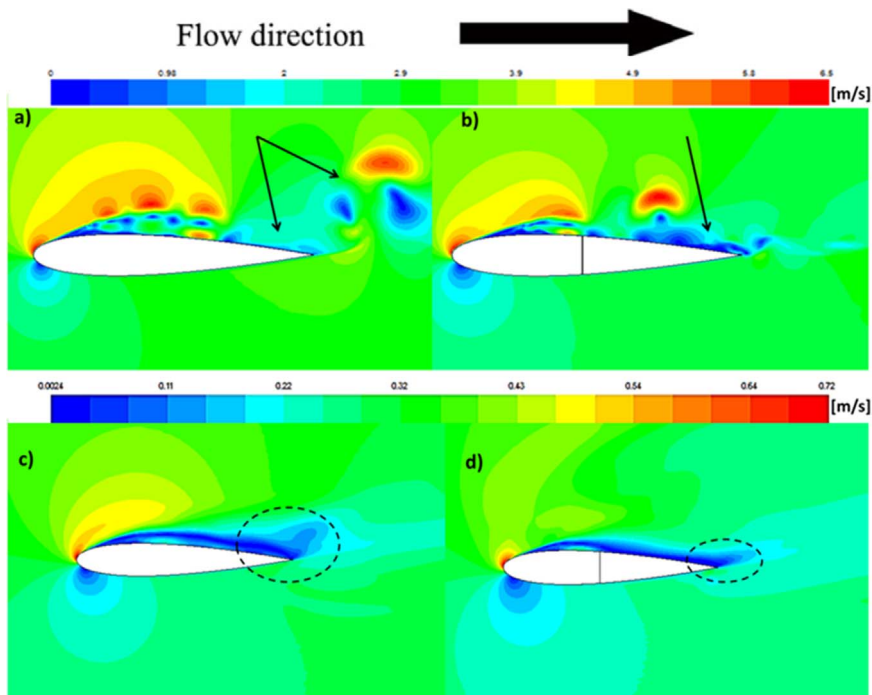 Flow direction
0 0.98 2 2.9 3.9 4.9 5.8 6.5
[m/s]
a) b)
0.0024 0.11 0.22 0.32 0.43 0.54 0.64 0.72
[m/s]
c) d)